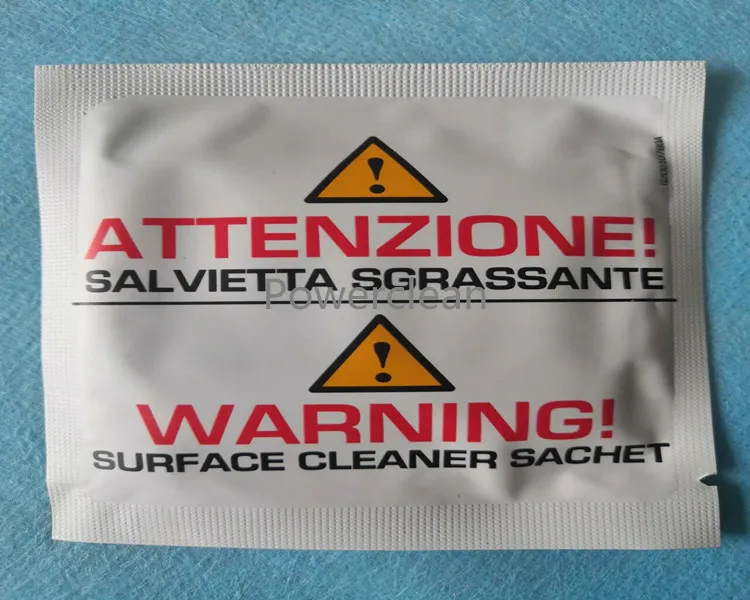 !
ATTENZIONE!
SALVIETTA SGRASSANTE
Powerclean
!
WARNING!
SURFACE CLEANER SACHET